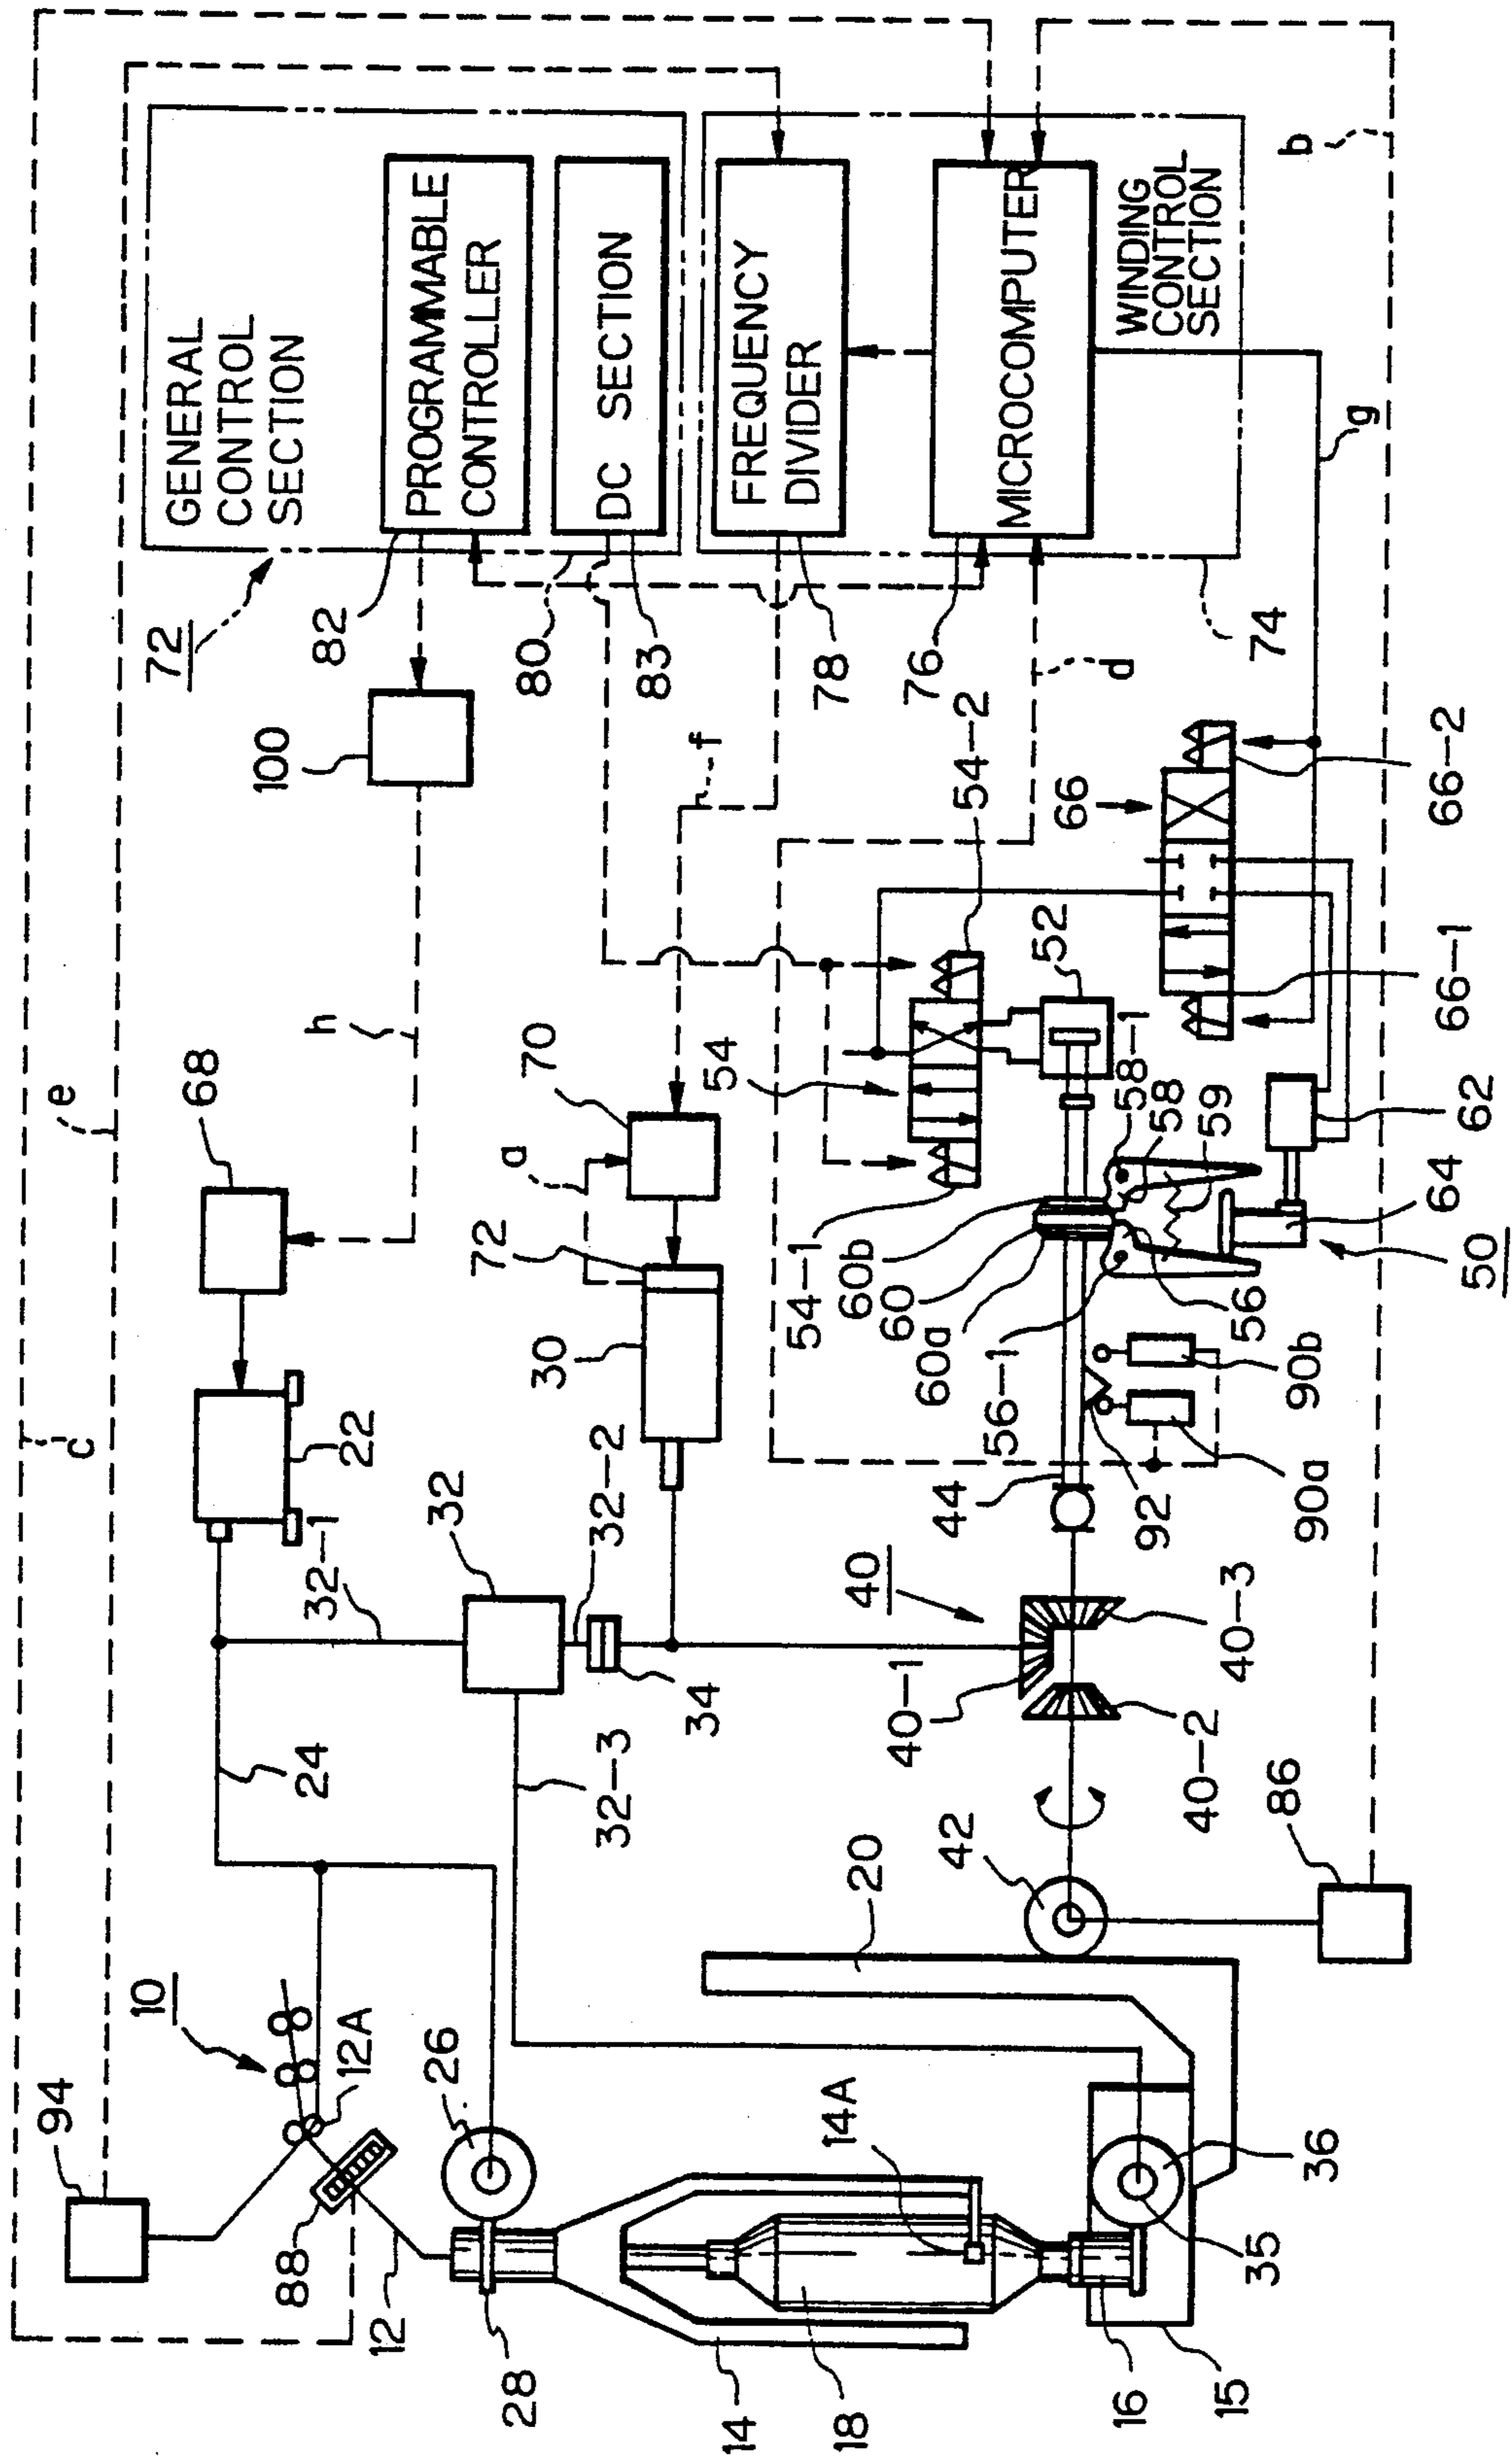 GENERAL
CONTROL
SECTION
PROGRAMMABLE
CONTROLLER
DC SECTION
FREQUENCY
DIVIDER
MICROCOMPUTER
WINDING
CONTROL
SECTION
72
82
80
83
78
76
74
100
h
e
c
f
d
g
b
a
68
22
70
72
30
54
54-1
54-2
52
66
66-1
66-2
58-1
58
59
62
64
50
60b
60
60a
56-1
56
90b
90a
92
44
32-1
32
32-2
34
32-3
24
40
40-1
40-2
40-3
42
20
86
10
12A
94
88
12
26
28
14A
14
18
16
15
35
36